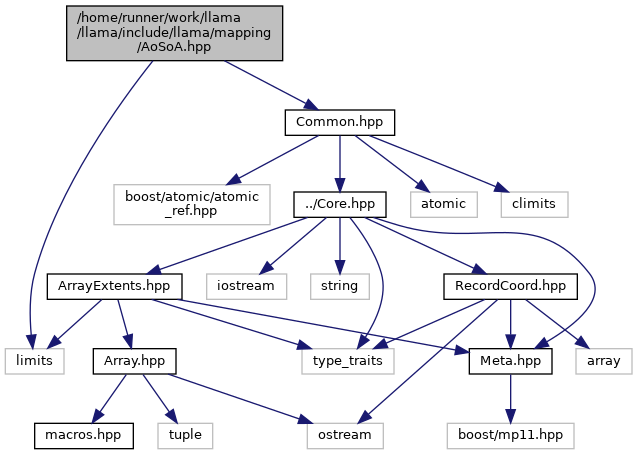 /home/runner/work/llama
/llama/include/llama/mapping
/AoSoA.hpp
Common.hpp
boost/atomic/atomic
_ref.hpp
../Core.hpp
atomic
climits
ArrayExtents.hpp
iostream
string
RecordCoord.hpp
limits
Array.hpp
type_traits
Meta.hpp
array
macros.hpp
tuple
ostream
boost/mp11.hpp